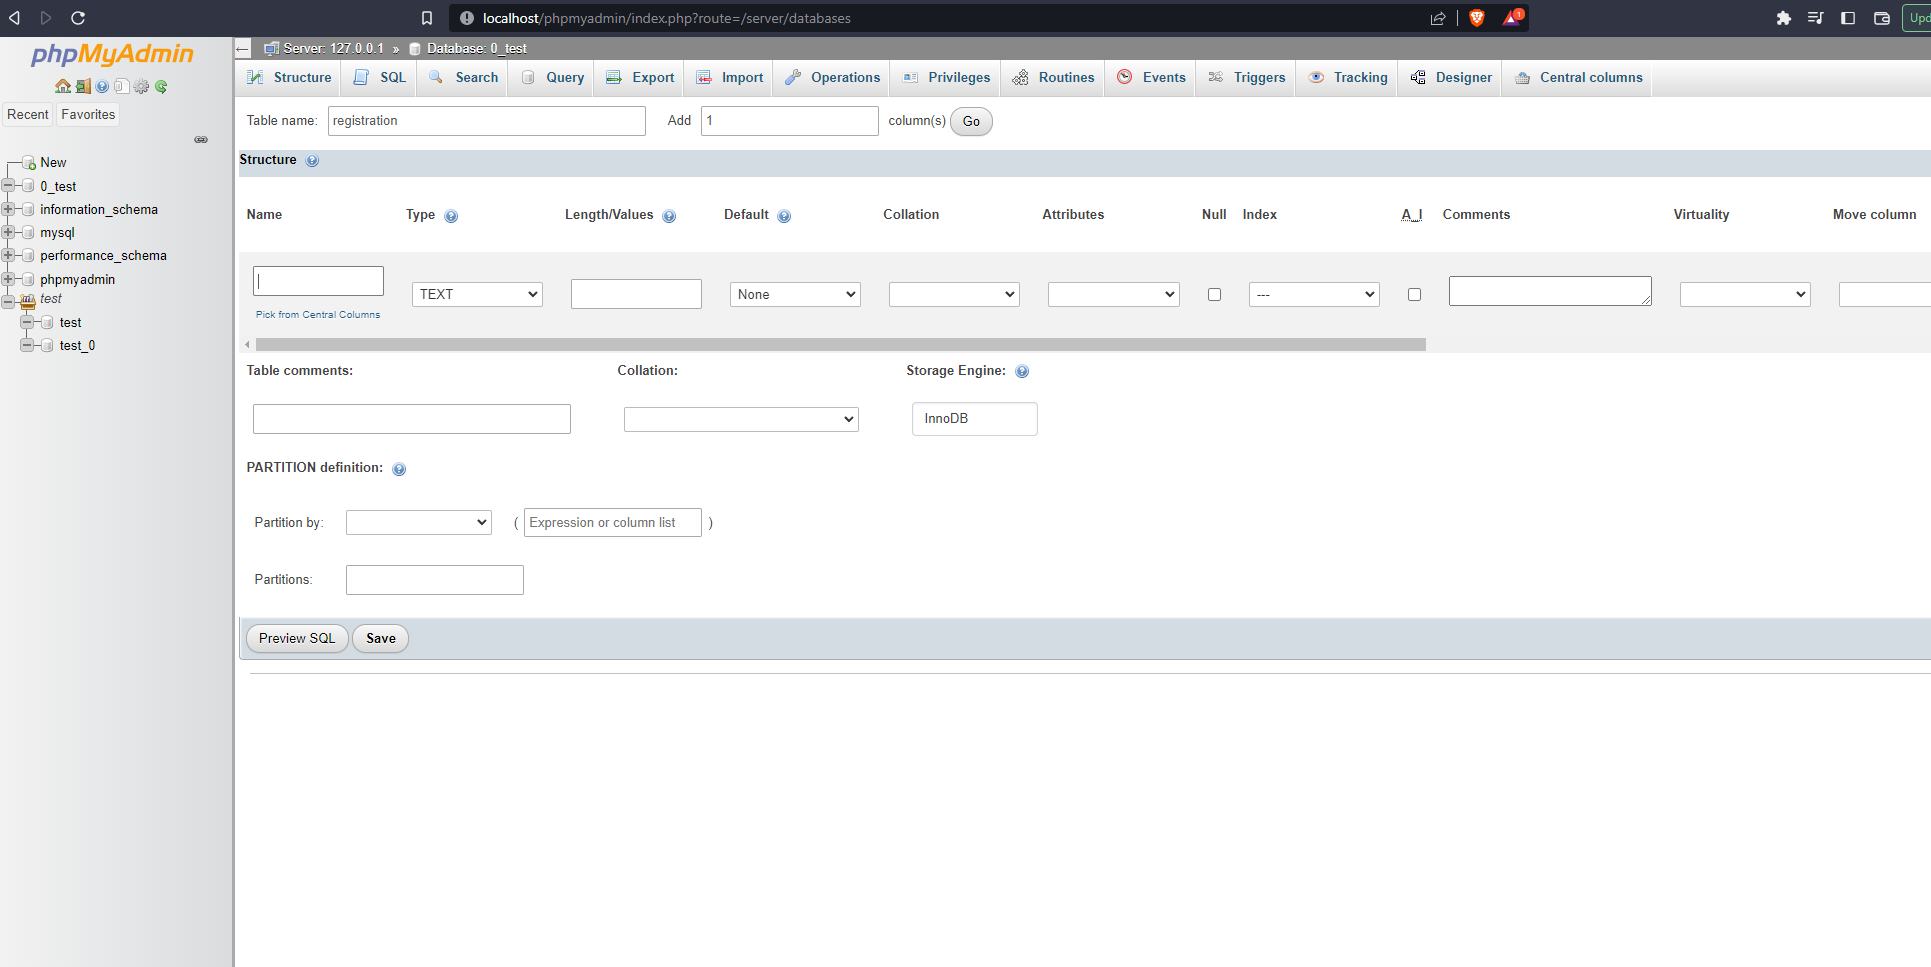 localhost/phpmyadmin/index.php?route=/server/databases
1
Upd
phpMyAdmin
Recent Favorites
New
0_test
information_schema
mysql
performance_schema
phpmyadmin
test
test
test_0
Server: 127.0.0.1 » Database: 0_test
Structure SQL Search Query Export Import Operations Privileges Routines Events Triggers Tracking Designer Central columns
Table name: registration Add 1 column(s) Go
Structure
Name Type Length/Values Default Collation Attributes Null Index A_I Comments Virtuality Move column
TEXT None ---
Pick from Central Columns
Table comments: Collation: Storage Engine:
InnoDB
PARTITION definition:
Partition by: ( Expression or column list )
Partitions:
Preview SQL Save